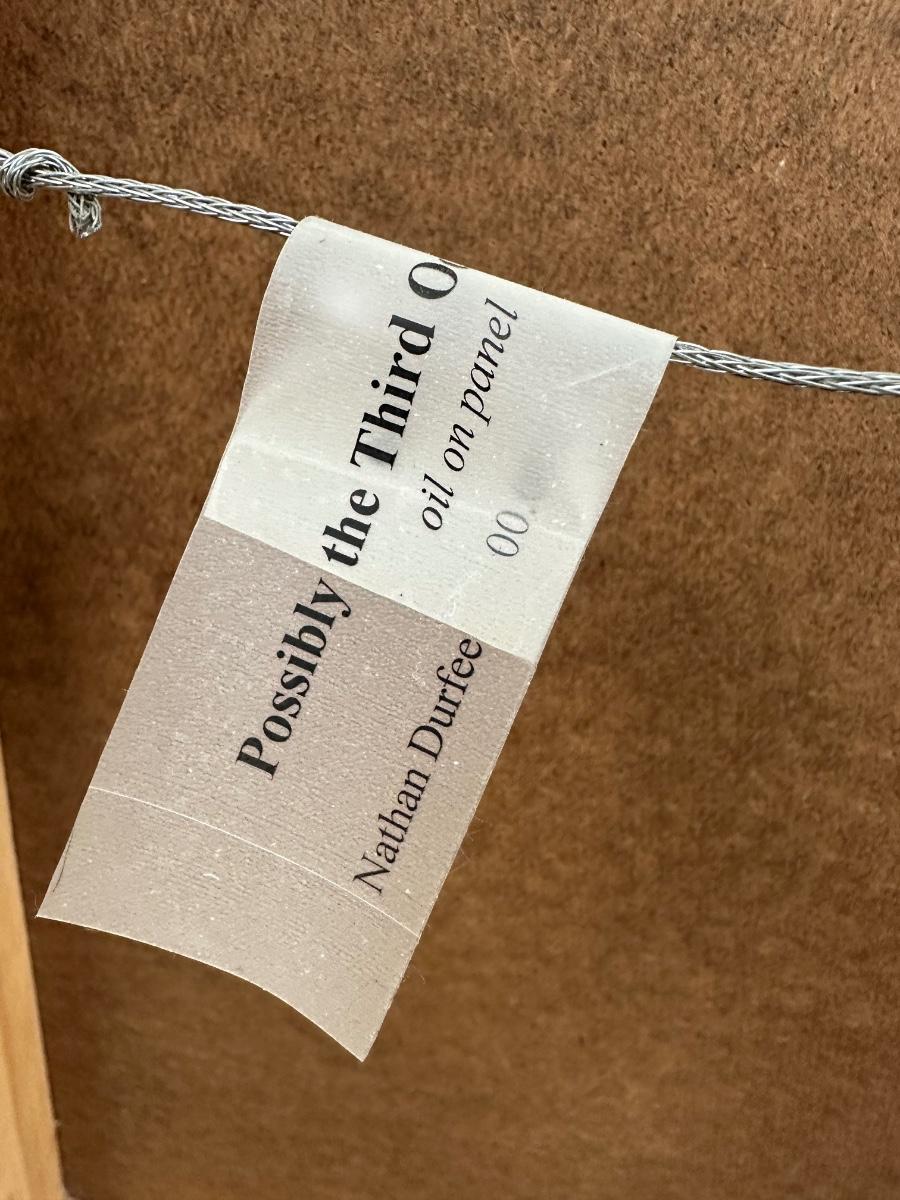 Possibly the Third O
oil on panel
Nathan Durfee
00